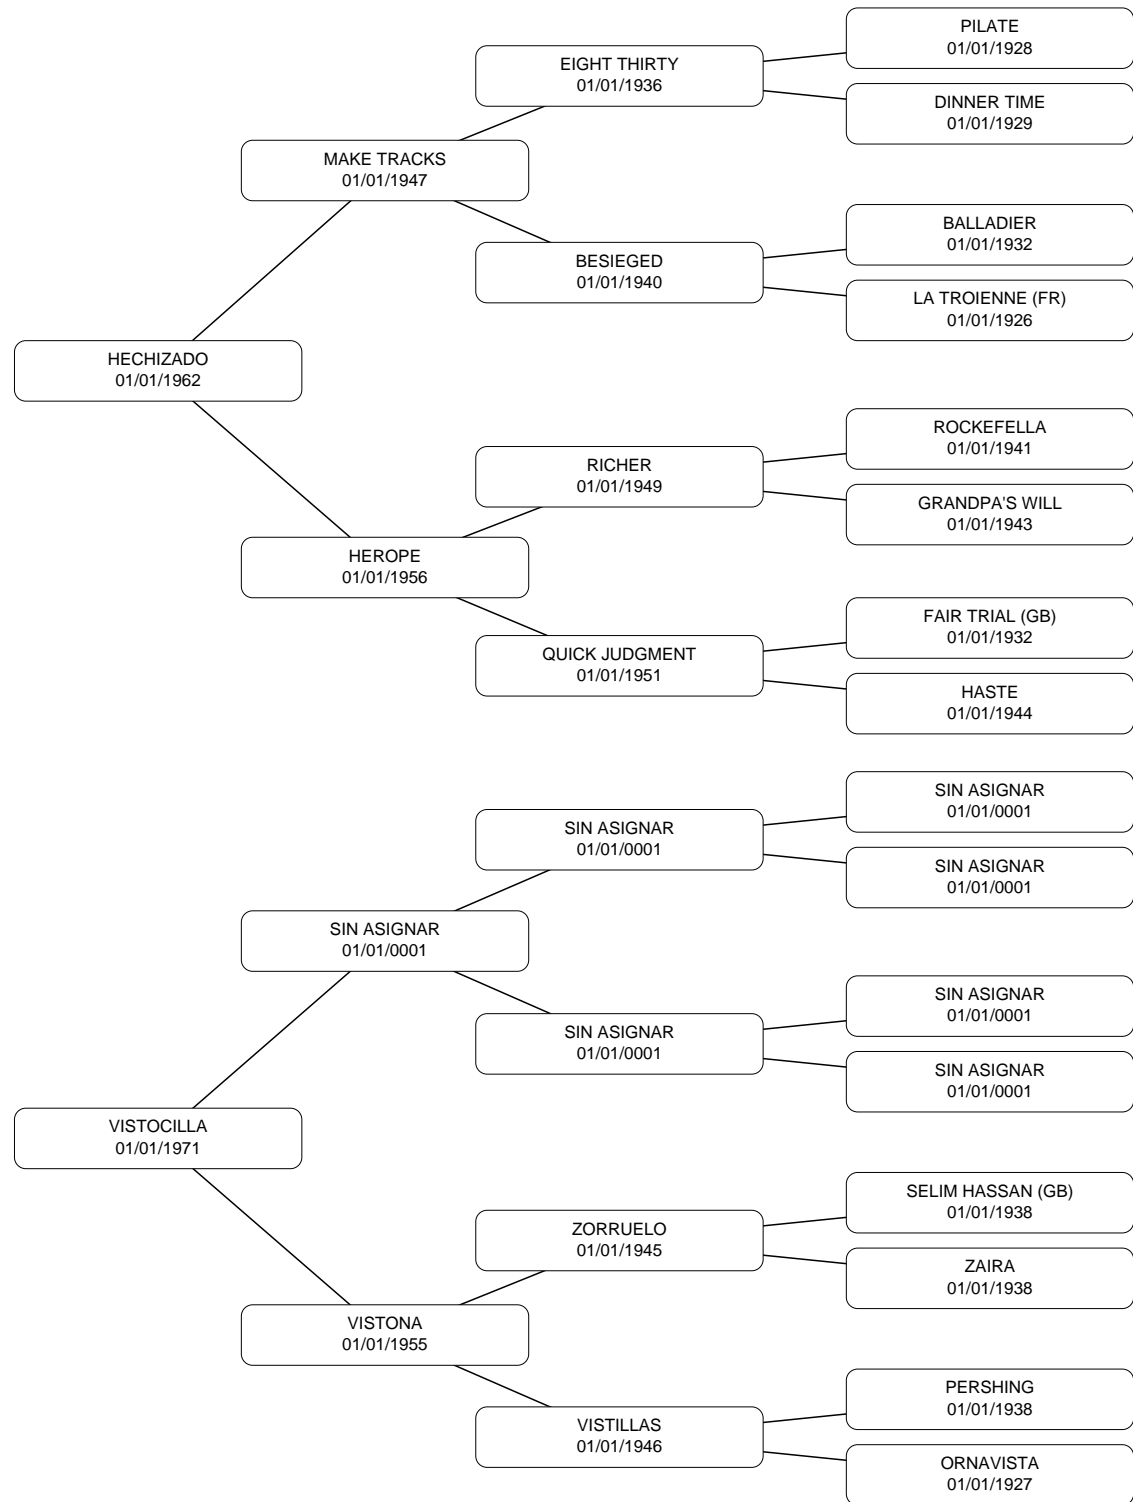 PILATE
01/01/1928
EIGHT THIRTY
01/01/1936
DINNER TIME
01/01/1929
MAKE TRACKS
01/01/1947
BALLADIER
01/01/1932
BESIEGED
01/01/1940
LA TROIENNE (FR)
01/01/1926
HECHIZADO
01/01/1962
ROCKEFELLA
01/01/1941
RICHER
01/01/1949
GRANDPA'S WILL
01/01/1943
HEROPE
01/01/1956
FAIR TRIAL (GB)
01/01/1932
QUICK JUDGMENT
01/01/1951
HASTE
01/01/1944
SIN ASIGNAR
01/01/0001
SIN ASIGNAR
01/01/0001
SIN ASIGNAR
01/01/0001
SIN ASIGNAR
01/01/0001
SIN ASIGNAR
01/01/0001
SIN ASIGNAR
01/01/0001
SIN ASIGNAR
01/01/0001
VISTOCILLA
01/01/1971
SELIM HASSAN (GB)
01/01/1938
ZORRUELO
01/01/1945
ZAIRA
01/01/1938
VISTONA
01/01/1955
PERSHING
01/01/1938
VISTILLAS
01/01/1946
ORNAVISTA
01/01/1927